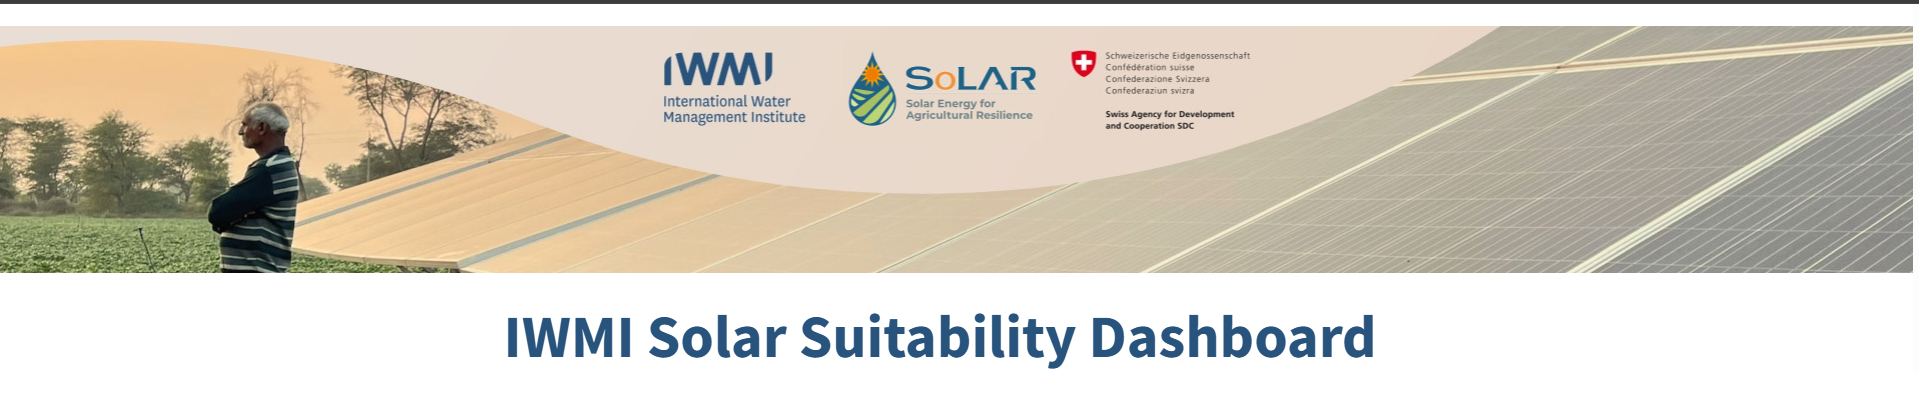 IWMI
International Water
Management Institute
SoLAR
Solar Energy for
Agricultural Resilience
Schweizerische Eidgenossenschaft
Confédération suisse
Confederazione Svizzera
Confederaziun svizra
Swiss Agency for Development
and Cooperation SDC
IWMI Solar Suitability Dashboard